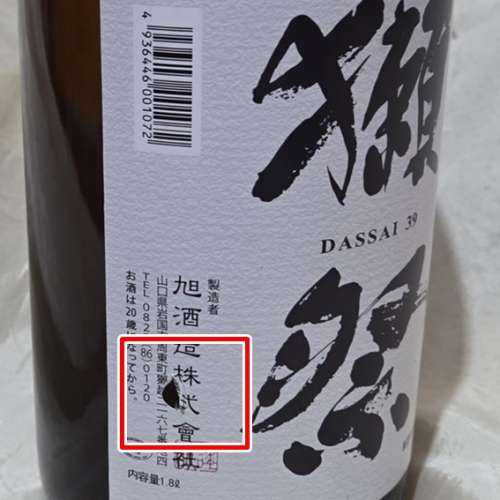 獺祭
DASSAI 39
製造者
旭酒造株式會社
山口県岩国市周東町獺越二一六七番
TEL 0827(86)0120
お酒は20歳になってから。
内容量1.8ℓ
4936446001072